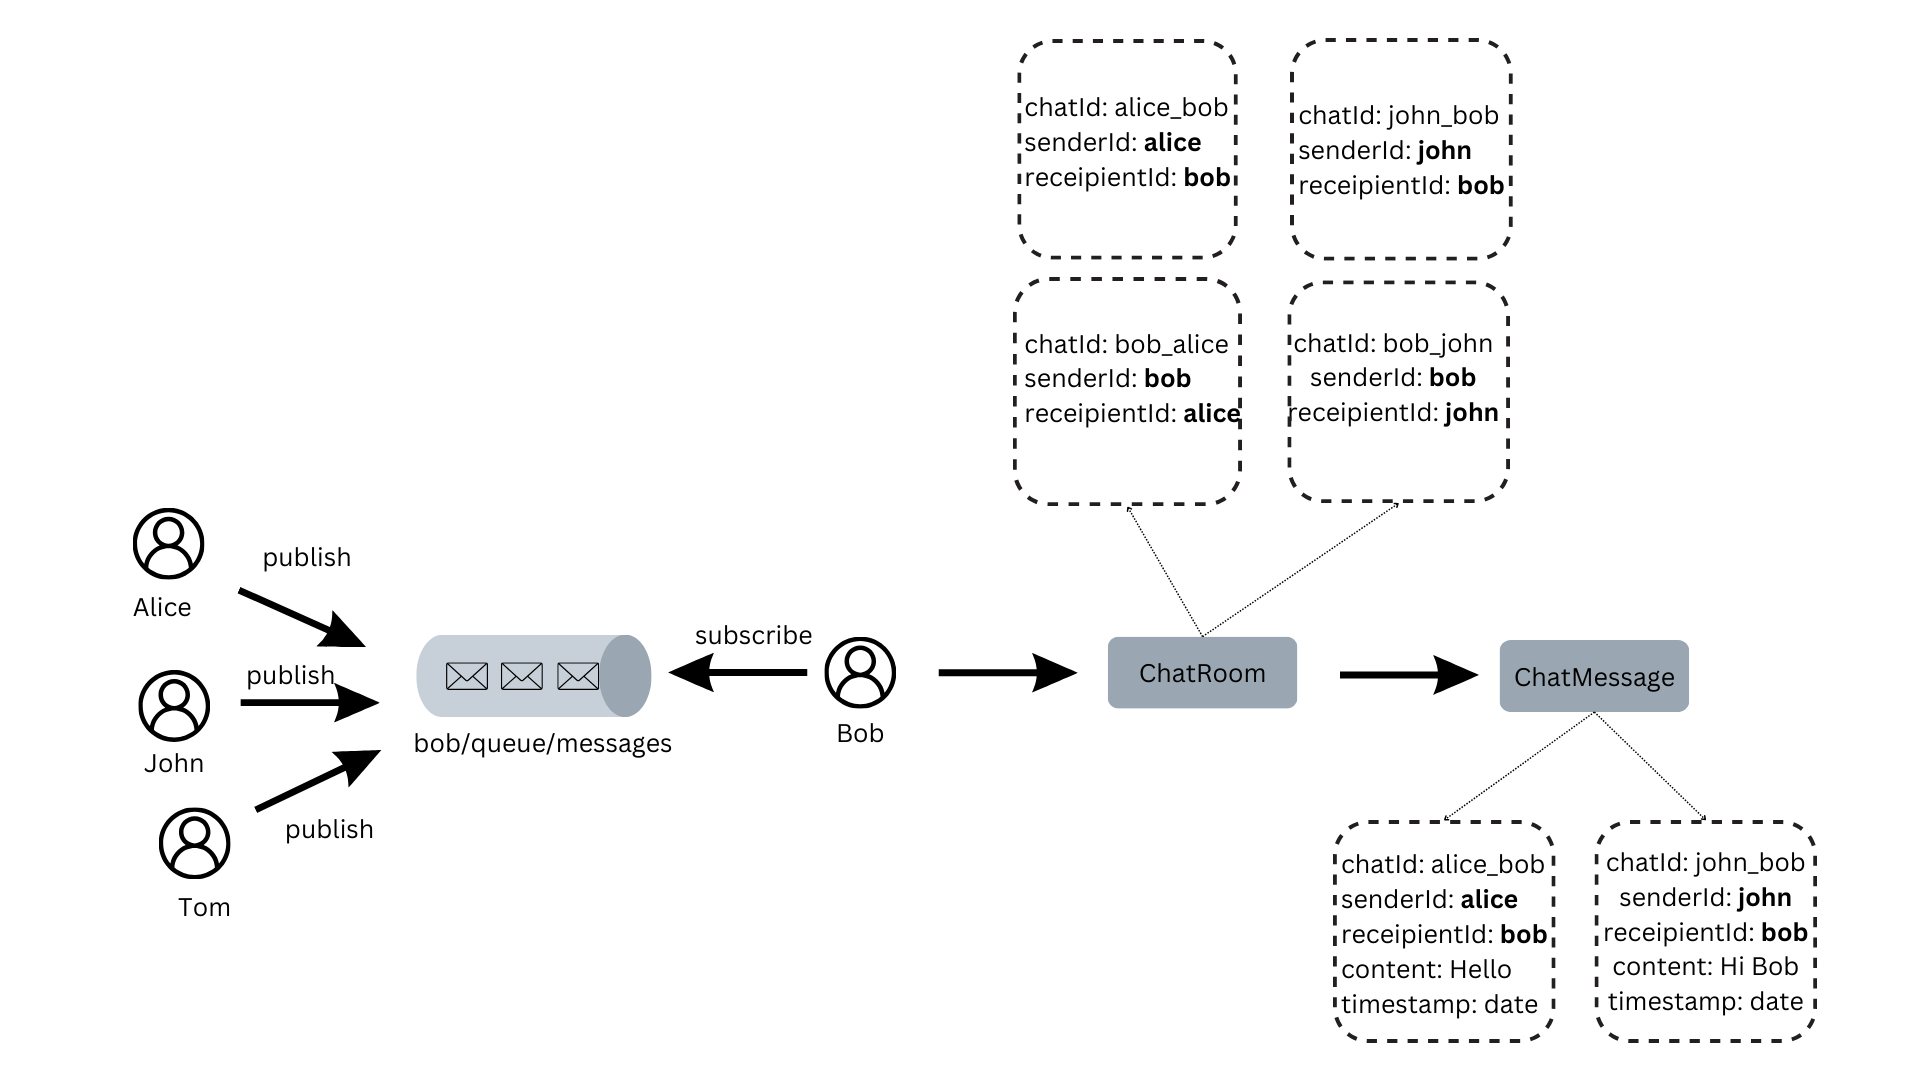 chatId: alice_bob
senderId: alice
receipientId: bob
chatId: john_bob
senderId: john
receipientId: bob
chatId: bob_alice
senderId: bob
receipientId: alice
chatId: bob_john
senderId: bob
receipientId: john
publish
Alice
publish
John
publish
Tom
bob/queue/messages
subscribe
Bob
ChatRoom
ChatMessage
chatId: alice_bob
senderId: alice
receipientId: bob
content: Hello
timestamp: date
chatId: john_bob
senderId: john
receipientId: bob
content: Hi Bob
timestamp: date